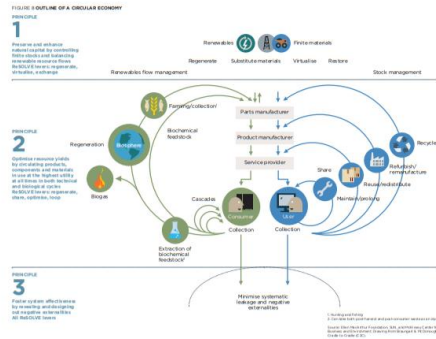 FIGURE 3 OUTLINE OF A CIRCULAR ECONOMY
PRINCIPLE
1
Preserve and enhance
natural capital by controlling
finite stocks and balancing
renewable resource flows
ReSOLVE levers: regenerate,
virtualise, exchange
Renewables
Finite materials
Regenerate
Substitute materials
Virtualise
Restore
Renewables flow management
Stock management
PRINCIPLE
2
Optimise resource yields
by circulating products,
components and materials
in use at the highest utility
at all times in both technical
and biological cycles
ReSOLVE levers: regenerate,
share, optimise, loop
Farming/collection¹
Parts manufacturer
Biochemical
feedstock
Product manufacturer
Regeneration
Biosphere
Recycle
Service provider
Refurbish/
remanufacture
Share
Reuse/redistribute
Biogas
Maintain/prolong
Cascades
Consumer
User
Collection
Collection
Extraction of
biochemical
feedstock²
PRINCIPLE
3
Foster system effectiveness
by revealing and designing
out negative externalities
All ReSOLVE levers
Minimise systematic
leakage and negative
externalities
1. Hunting and fishing